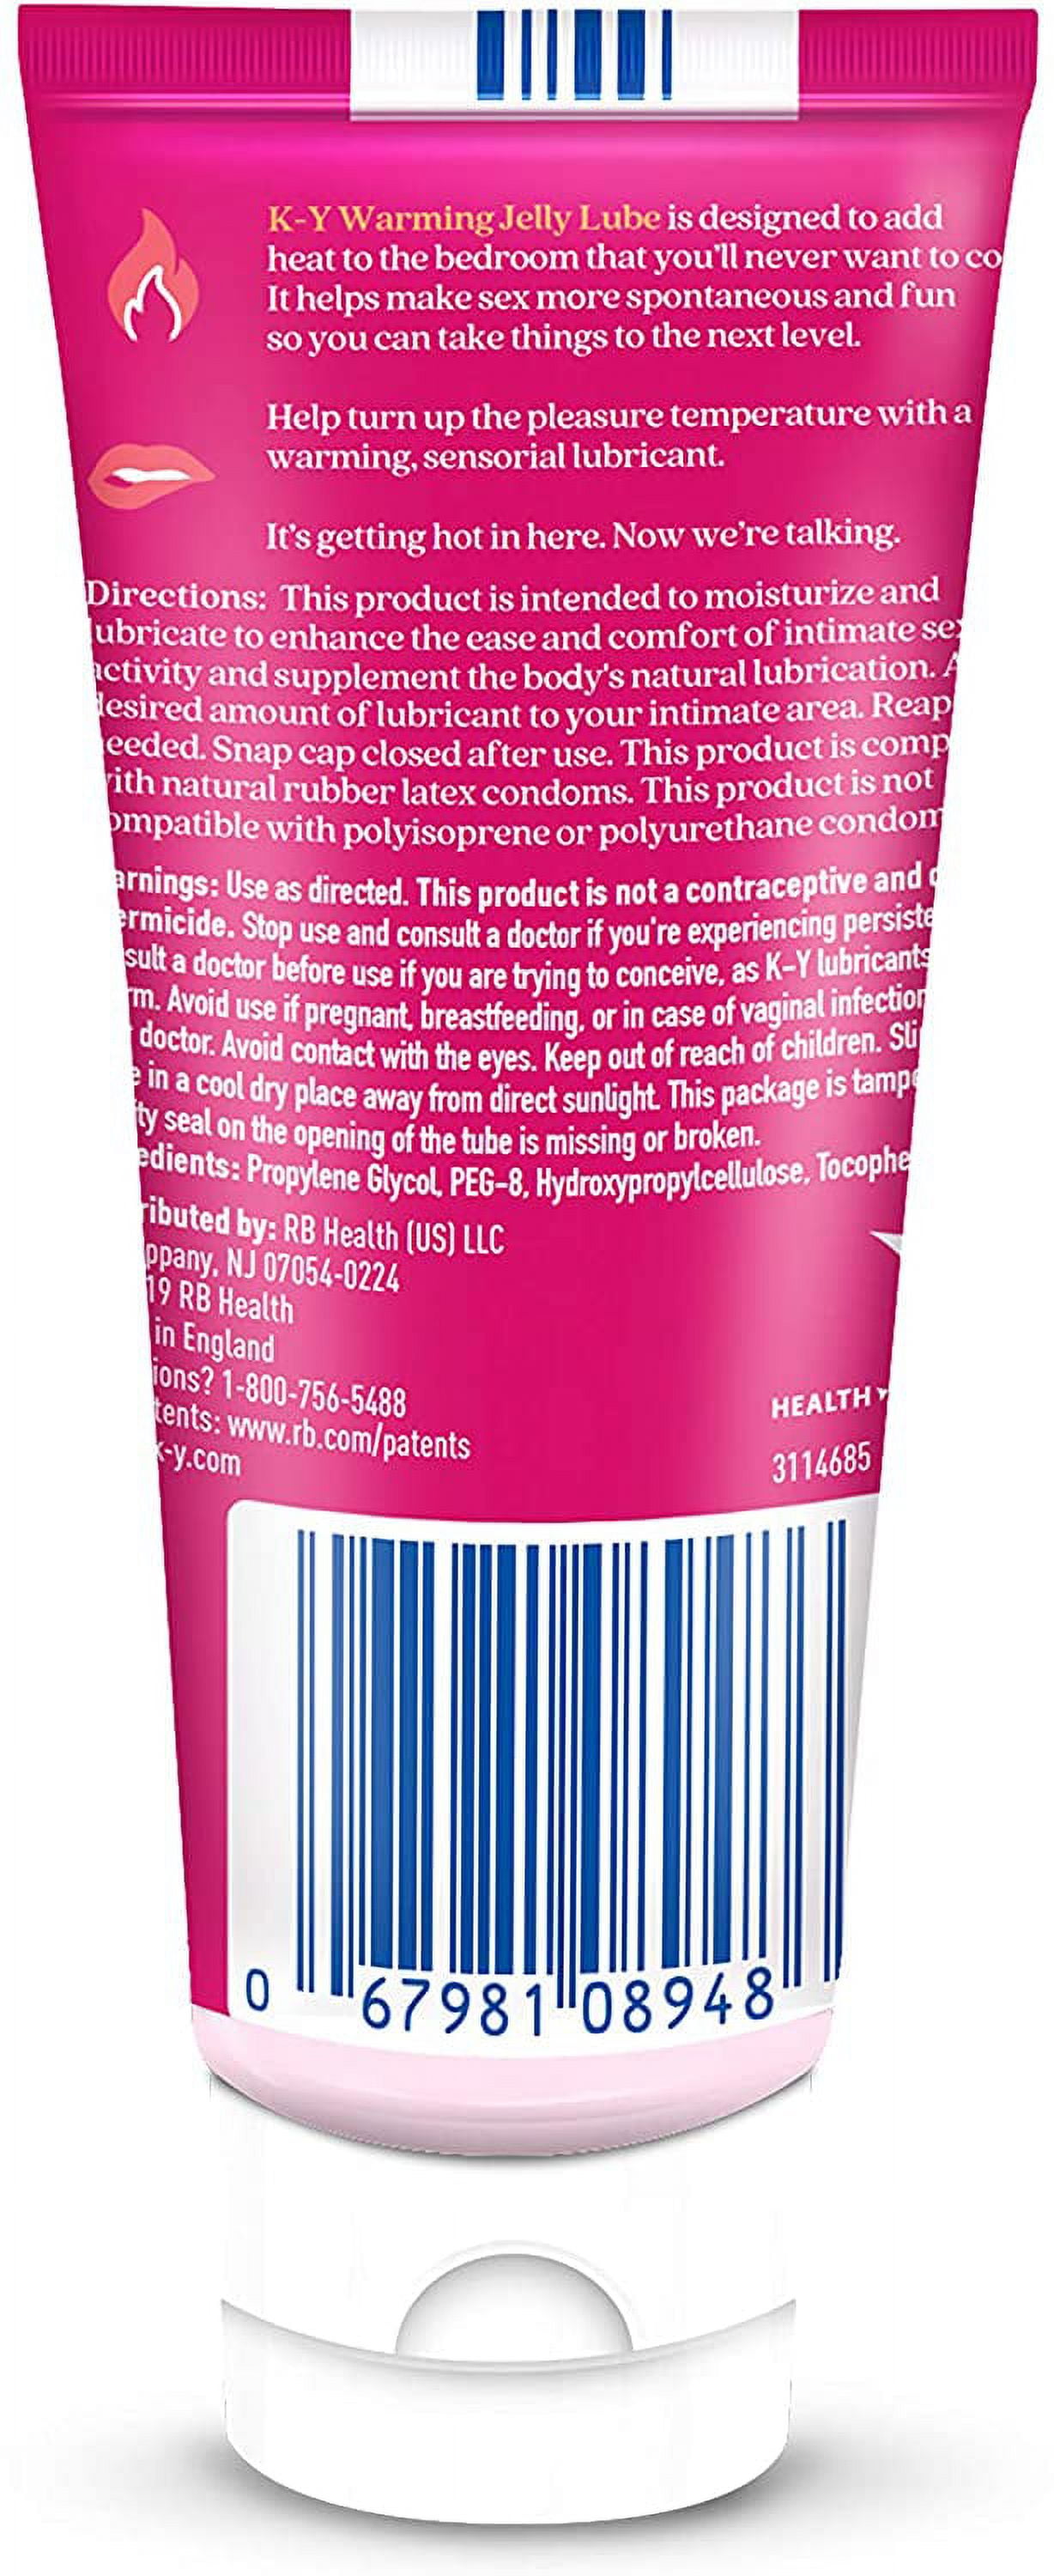 K-Y Warming Jelly Lube is designed to add
heat to the bedroom that you'll never want to co
It helps make sex more spontaneous and fun
so you can take things to the next level.
Help turn up the pleasure temperature with a
warming, sensorial lubricant.
It's getting hot in here. Now we're talking.
Directions: This product is intended to moisturize and
ubricate to enhance the ease and comfort of intimate se
activity and supplement the body's natural lubrication. A
desired amount of lubricant to your intimate area. Reap
eeded. Snap cap closed after use. This product is comp
ith natural rubber latex condoms. This product is not
ompatible with polyisoprene or polyurethane condom
arnings: Use as directed. This product is not a contraceptive and
ermicide. Stop use and consult a doctor if you're experiencing persiste
sult a doctor before use if you are trying to conceive, as K-Y lubricants
m. Avoid use if pregnant, breastfeeding, or in case of vaginal infection
doctor. Avoid contact with the eyes. Keep out of reach of children. Sli
e in a cool dry place away from direct sunlight. This package is tampe
ty seal on the opening of the tube is missing or broken.
edients: Propylene Glycol, PEG-8, Hydroxypropylcellulose, Tocophe
ributed by: RB Health (US) LLC
ppany, NJ 07054-0224
19 RB Health
in England
ions? 1-800-756-5488
tents: www.rb.com/patents
k-y.com
HEALTH
3114685
0 67981 08948